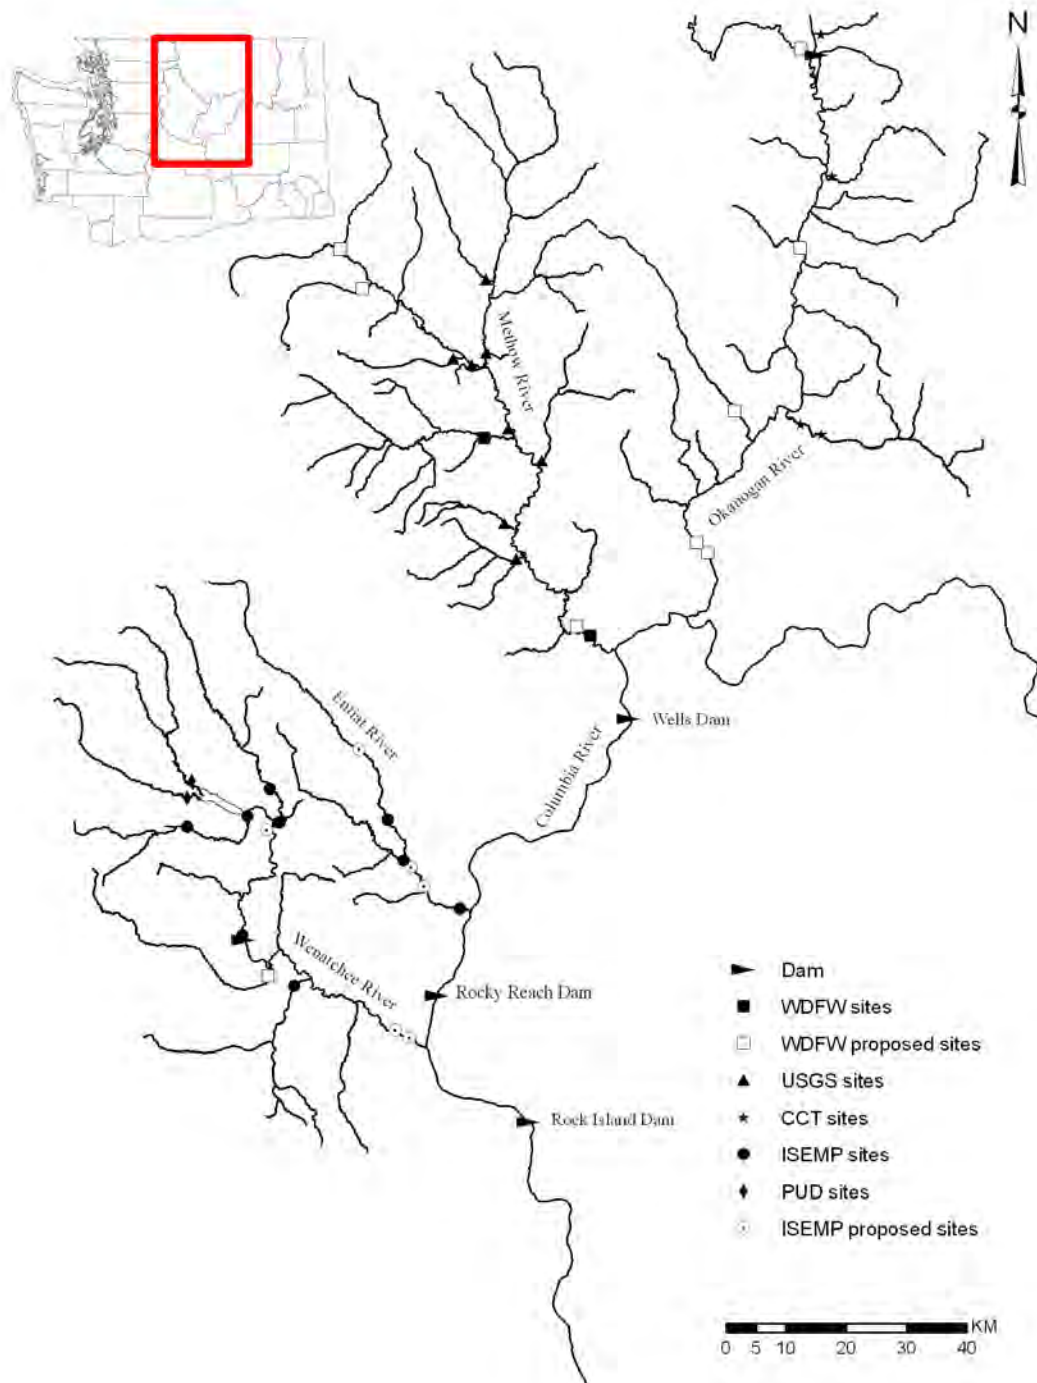 N
Methow River
Okanogan River
Entiat River
Columbia River
Wells Dam
Wenatchee River
Rocky Reach Dam
Rock Island Dam
Dam
WDFW sites
WDFW proposed sites
USGS sites
CCT sites
ISEMP sites
PUD sites
ISEMP proposed sites
KM
0 5 10 20 30 40